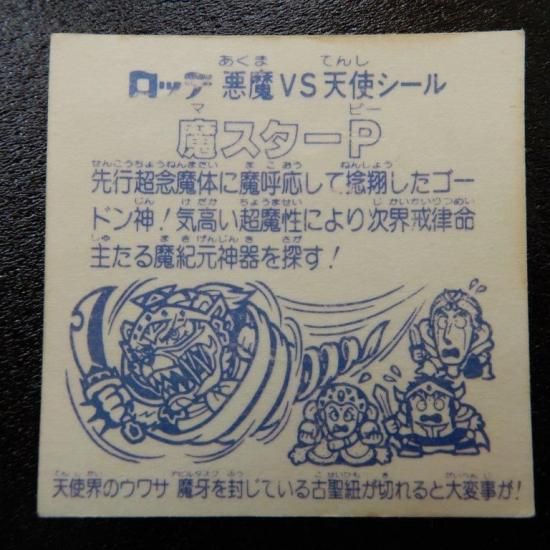 ロッテ 悪魔VS天使シール
魔スターP
先行超念魔体に魔呼応して捻翔したゴー
ドン神！気高い超魔性により次界戒律命
主たる魔紀元神器を探す！
天使界のウワサ 魔牙を封じている古聖紐が切れると大変事が！